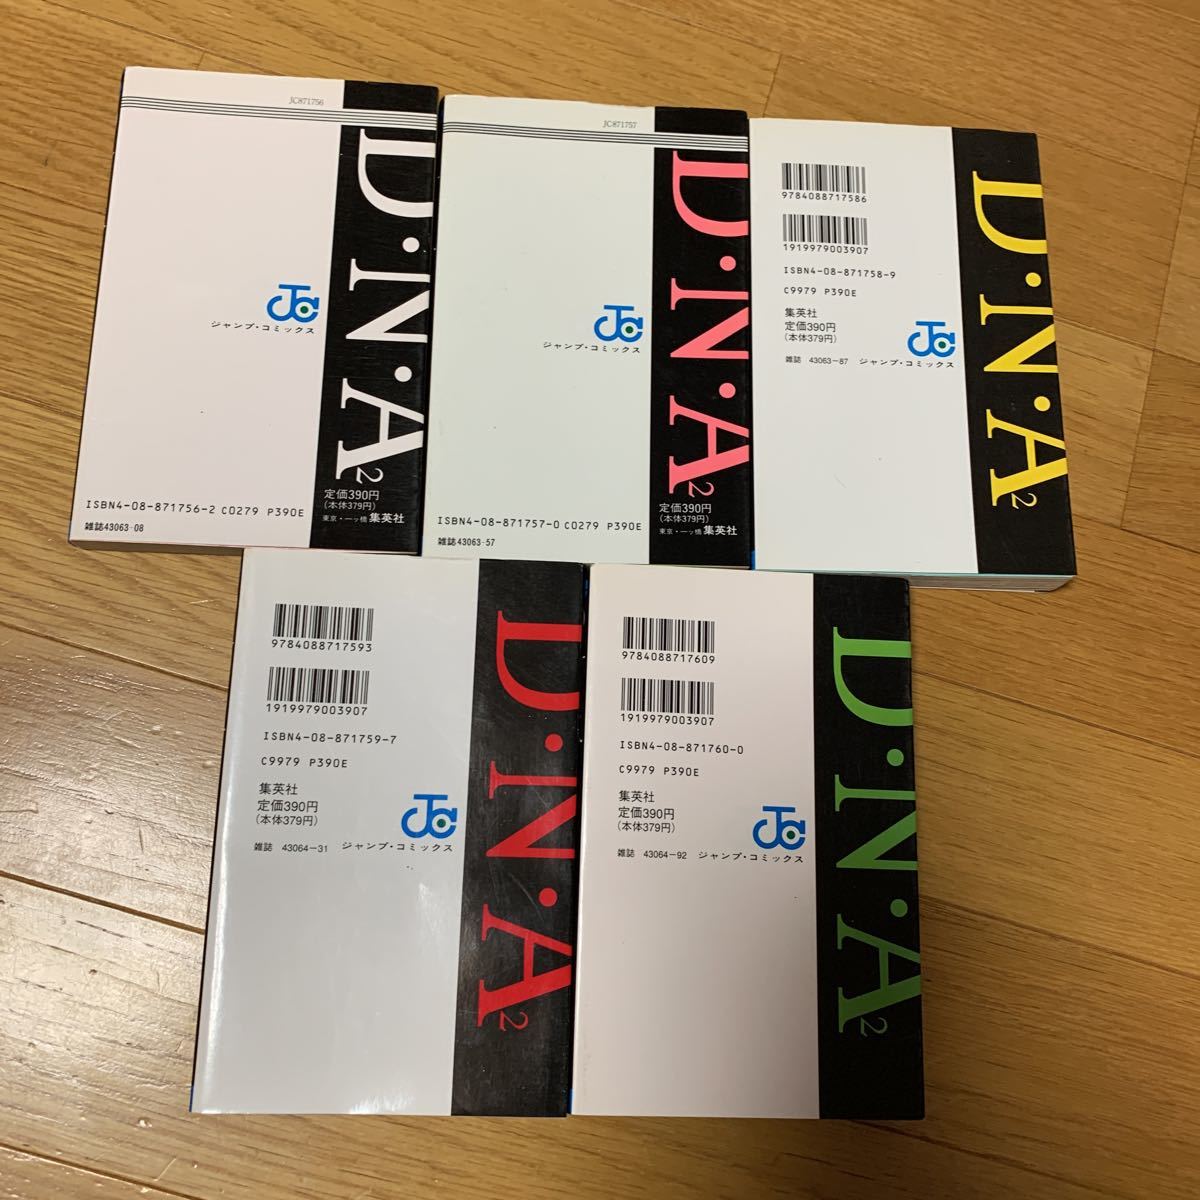 JC871756
D・N・A2
ジャンプ・コミックス
ISBN4-08-871756-2 C0279 P390E
雑誌43063-08
定価390円
(本体379円)
東京・一ッ橋 集英社
JC871757
D・N・A2
ジャンプ・コミックス
ISBN4-08-871757-0 C0279 P390E
雑誌43063-57
定価390円
(本体379円)
東京・一ッ橋 集英社
9784088717586
1919979003907
ISBN4-08-871758-9
C9979 P390E
集英社
定価390円
(本体379円)
雑誌 43063-87 ジャンプ・コミックス
D・N・A2
9784088717593
1919979003907
ISBN4-08-871759-7
C9979 P390E
集英社
定価390円
(本体379円)
雑誌 43064-31 ジャンプ・コミックス
D・N・A2
9784088717609
1919979003907
ISBN4-08-871760-0
C9979 P390E
集英社
定価390円
(本体379円)
雑誌 43064-92 ジャンプ・コミックス
D・N・A2